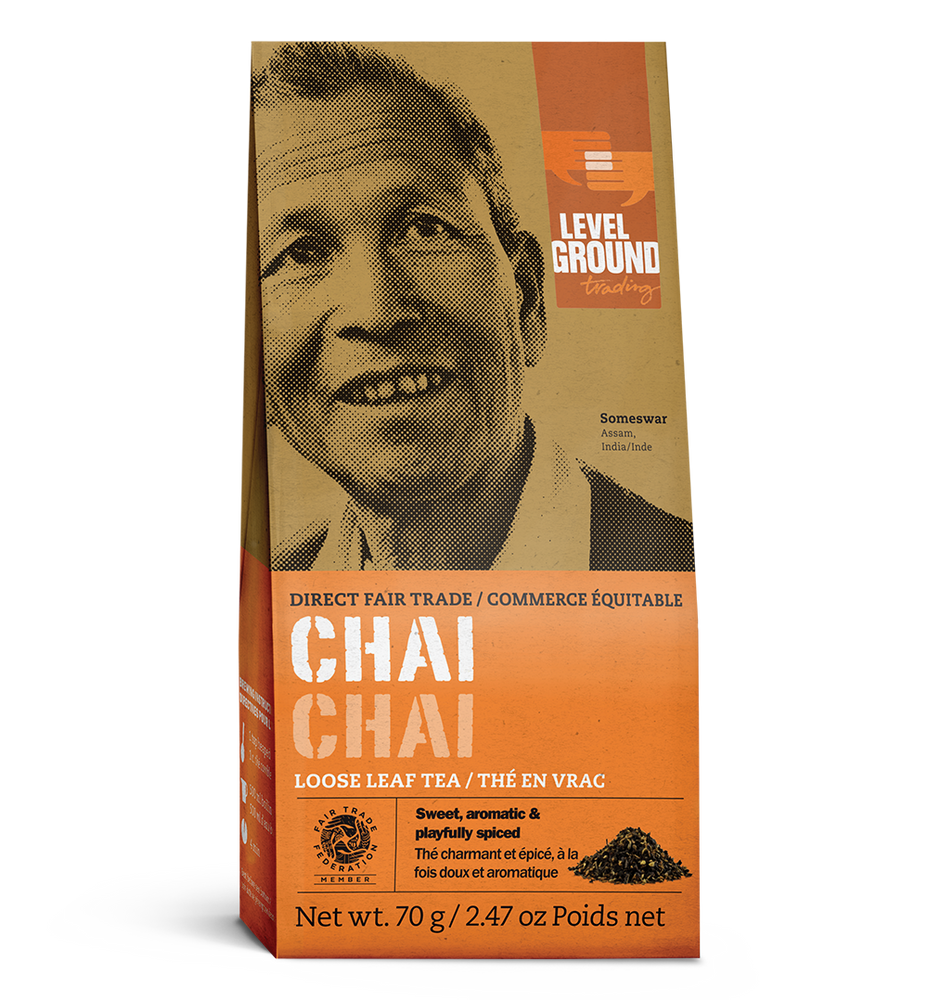 LEVEL
GROUND
trading
Someswar
Assam,
India/Inde
DIRECT FAIR TRADE / COMMERCE ÉQUITABLE
CHAI
CHAI
LOOSE LEAF TEA / THÉ EN VRAC
FAIR TRADE
FEDERATION
MEMBER
Sweet, aromatic &
playfully spiced
Thé charmant et épicé, à la
fois doux et aromatique
Net wt. 70 g / 2.47 oz Poids net